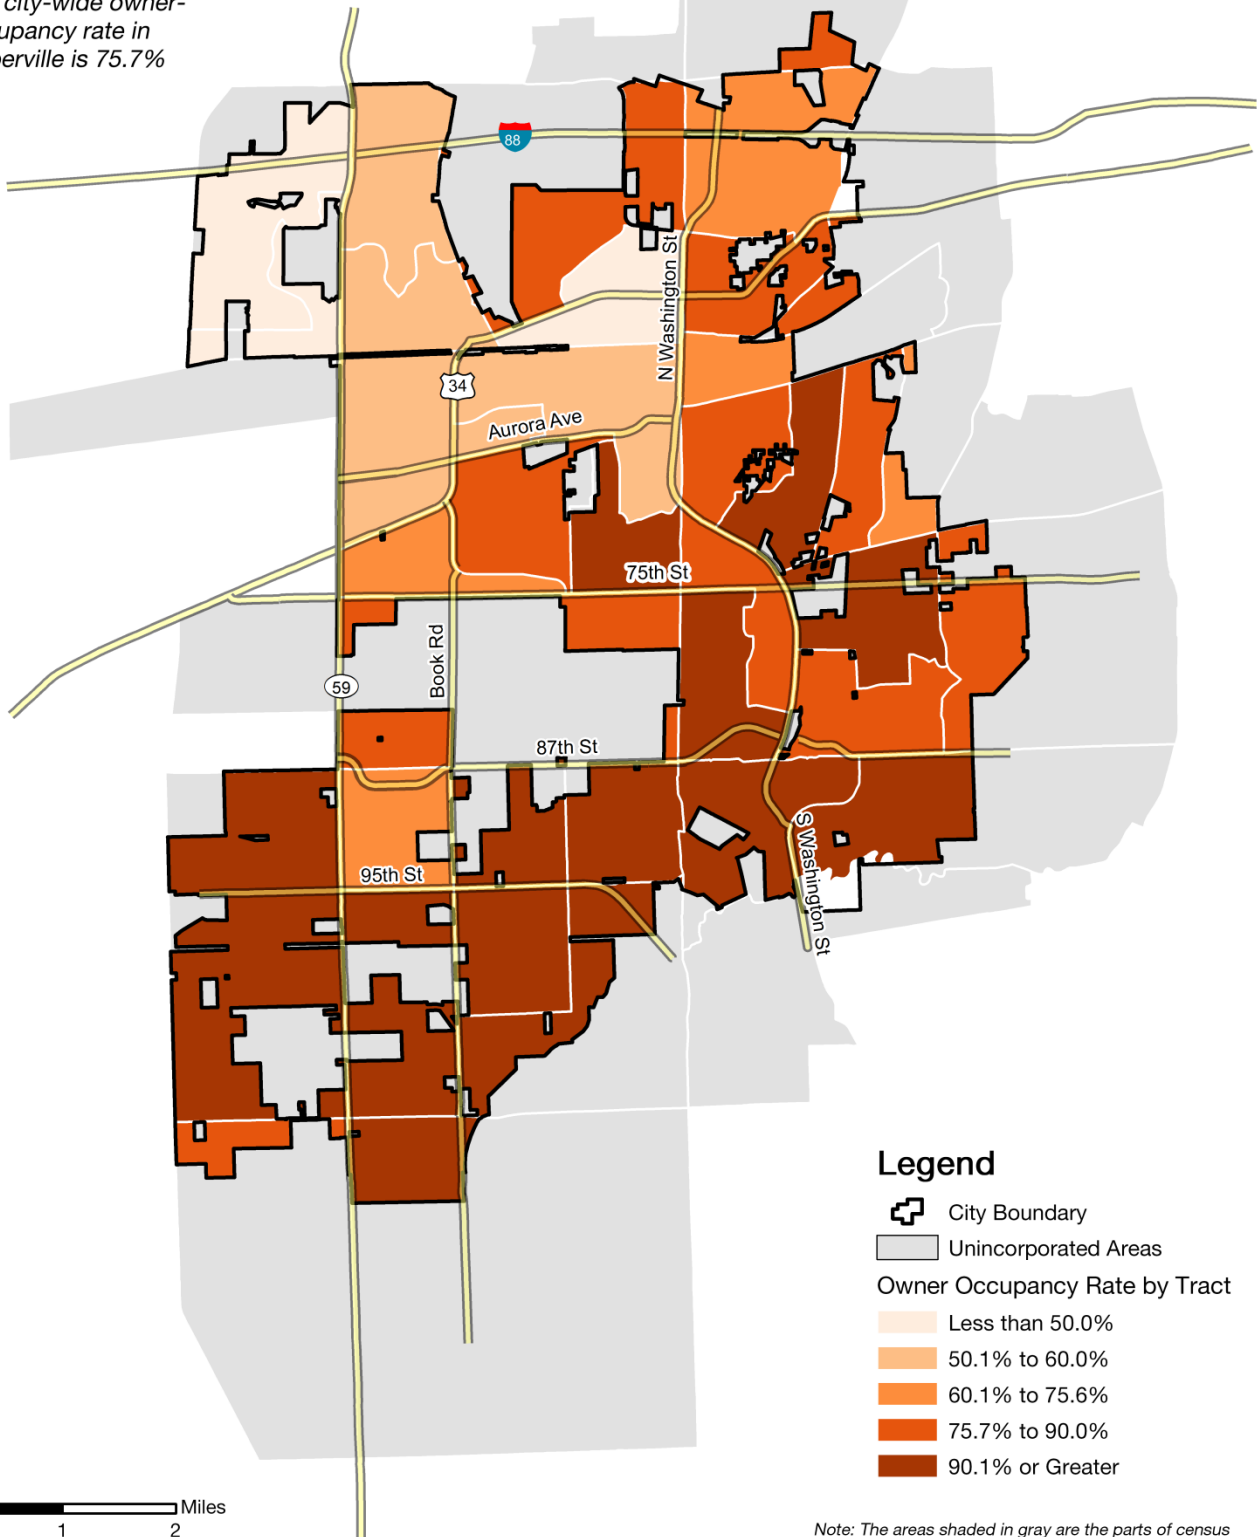 city-wide owner-
upancy rate in
erville is 75.7%
88
N Washington St
34
Aurora Ave
75th St
Book Rd
59
87th St
95th St
S Washington St
Legend
City Boundary
Unincorporated Areas
Owner Occupancy Rate by Tract
Less than 50.0%
50.1% to 60.0%
60.1% to 75.6%
75.7% to 90.0%
90.1% or Greater
Miles
1 2
Note: The areas shaded in gray are the parts of census